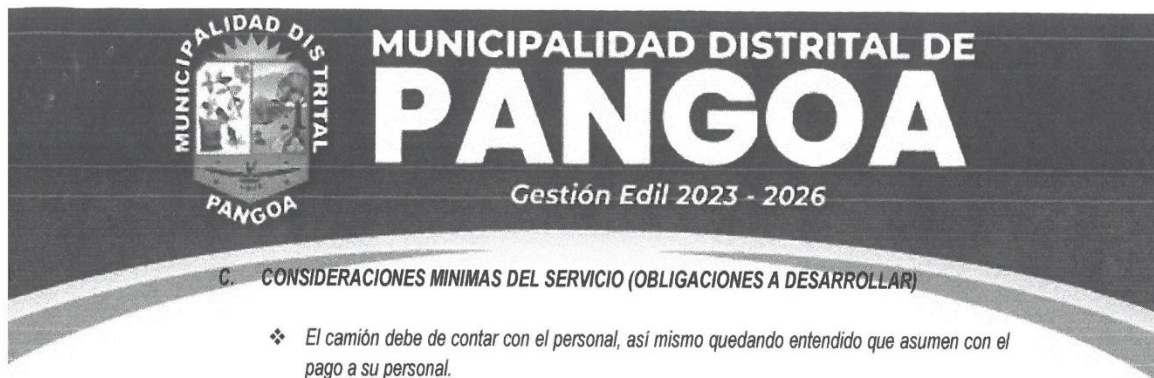 MUNICIPALIDAD DISTRITAL
PANGOA
MUNICIPALIDAD DISTRITAL DE
PANGOA
Gestión Edil 2023 - 2026
C. CONSIDERACIONES MINIMAS DEL SERVICIO (OBLIGACIONES A DESARROLLAR)
❖ El camión debe de contar con el personal, así mismo quedando entendido que asumen con el
pago a su personal.